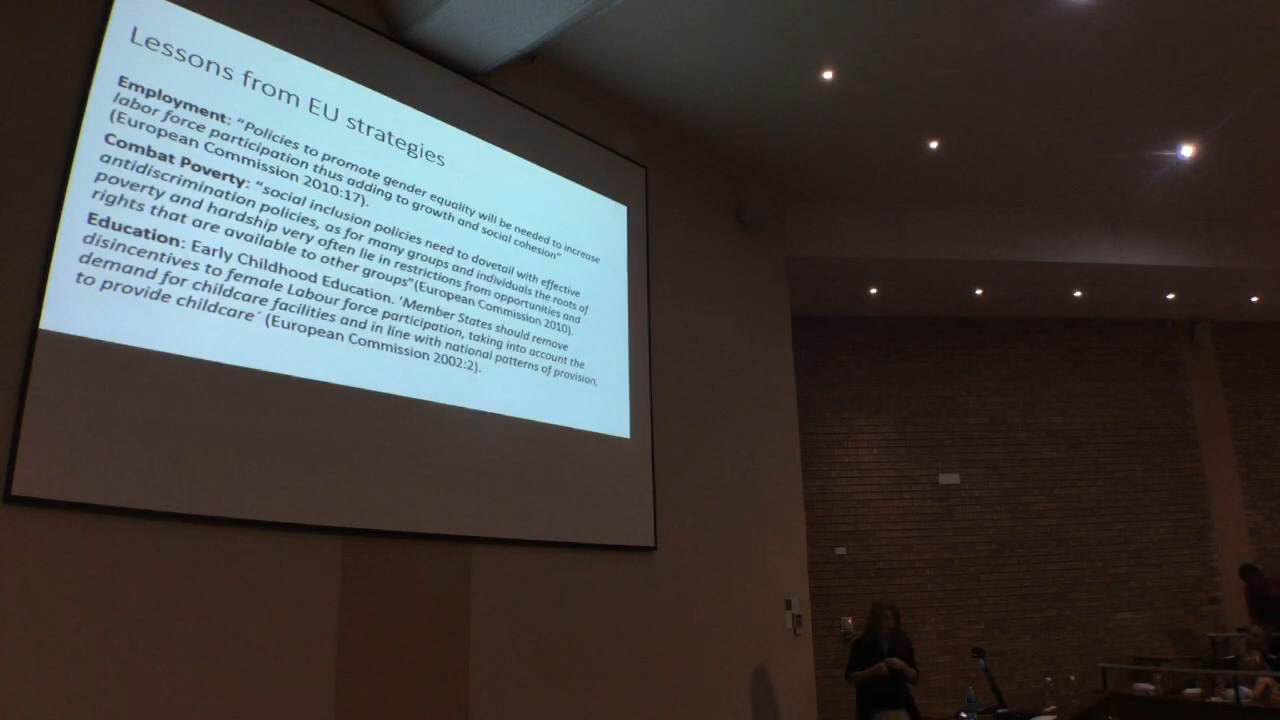 Lessons from EU strategies
Employment: “Policies to promote gender equality will be needed to increase
labor force participation thus adding to growth and social cohesion”
(European Commission 2010:17).
Combat Poverty: “social inclusion policies need to dovetail with effective
antidiscrimination policies, as for many groups and individuals the roots of
poverty and hardship very often lie in restrictions from opportunities and
rights that are available to other groups”(European Commission 2010).
Education: Early Childhood Education. ‘Member States should remove
disincentives to female Labour force participation, taking into account the
demand for childcare facilities and in line with national patterns of provision,
to provide childcare´ (European Commission 2002:2).